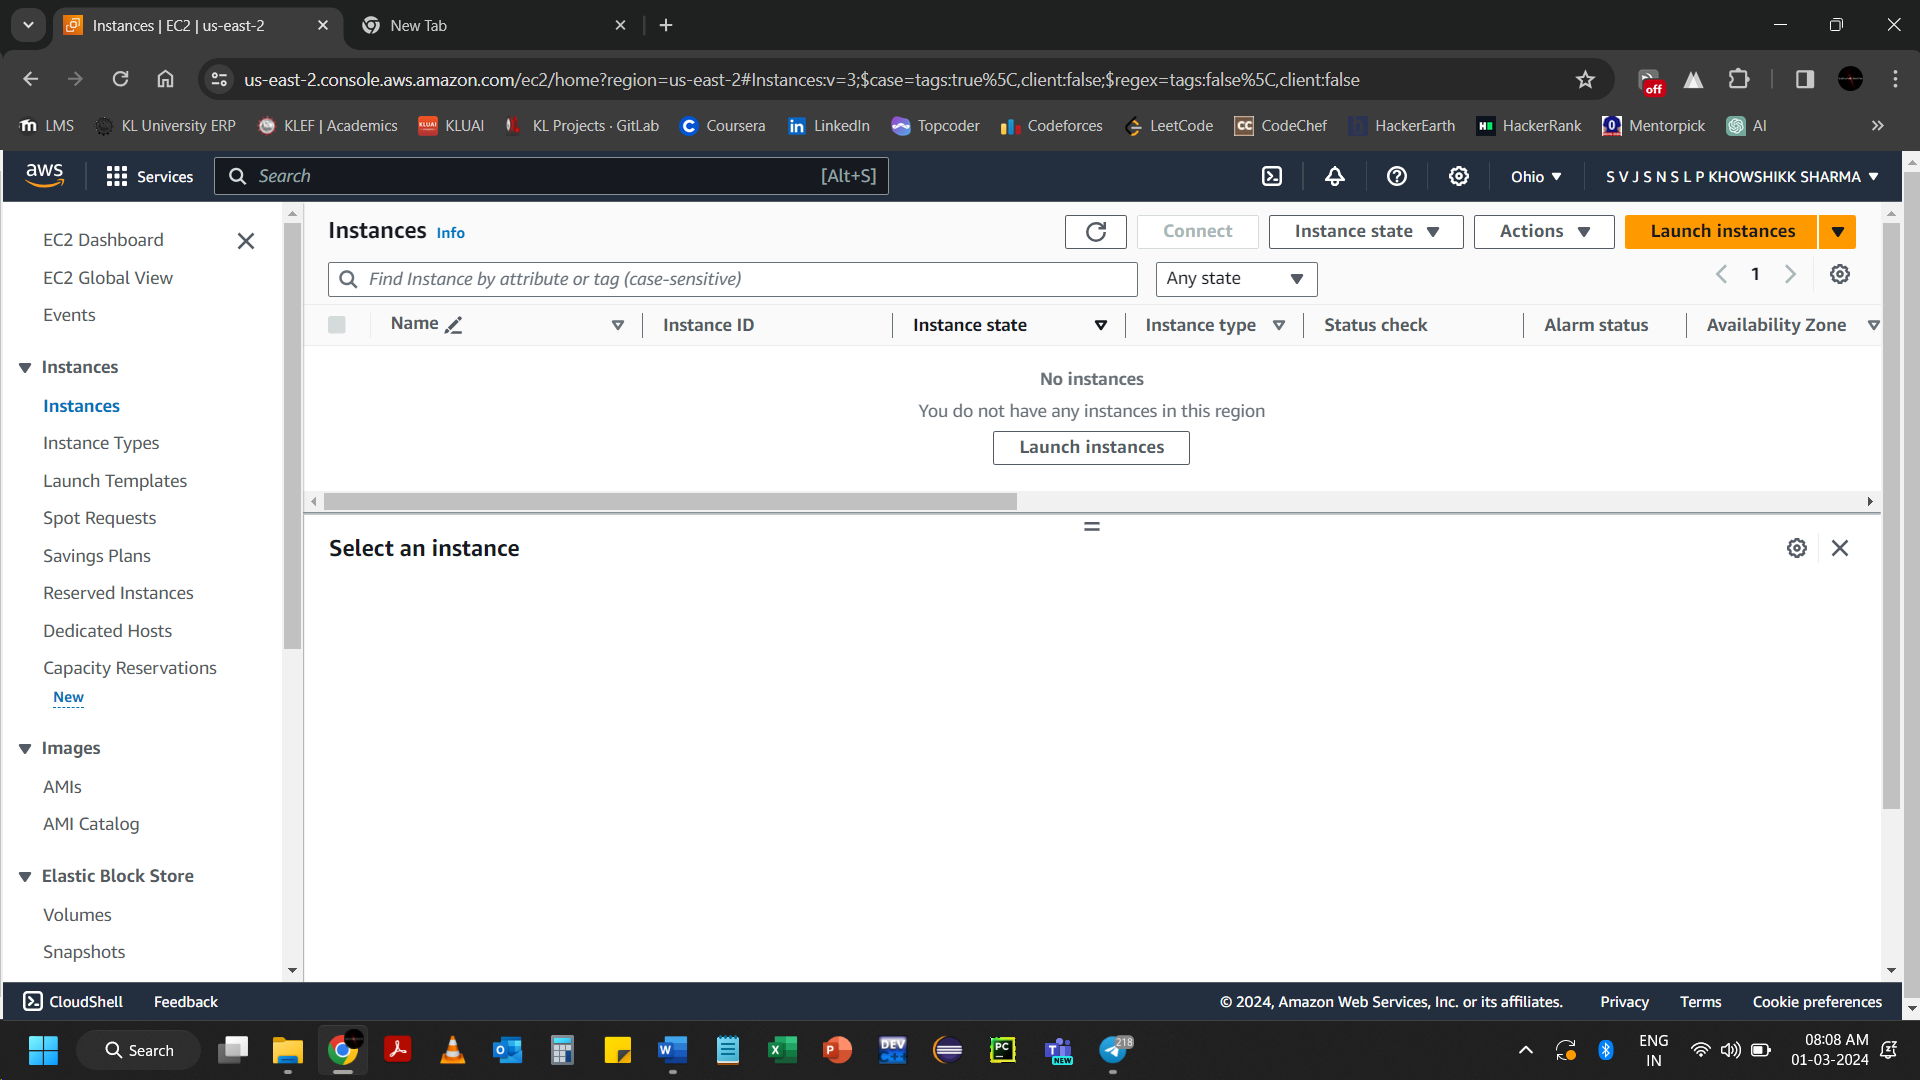 Instances | EC2 | us-east-2
New Tab
us-east-2.console.aws.amazon.com/ec2/home?region=us-east-2#Instances:v=3;$case=tags:true%5C,client:false;$regex=tags:false%5C,client:false
off
LMS KL University ERP KLEF | Academics KLUAI KL Projects · GitLab Coursera LinkedIn Topcoder Codeforces LeetCode CodeChef HackerEarth HackerRank Mentorpick AI
aws Services Search [Alt+S] Ohio S V J S N S L P KHOWSHIKK SHARMA
EC2 Dashboard
EC2 Global View
Events
Instances
Instances
Instance Types
Launch Templates
Spot Requests
Savings Plans
Reserved Instances
Dedicated Hosts
Capacity Reservations
New
Images
AMIs
AMI Catalog
Elastic Block Store
Volumes
Snapshots
Instances Info
Connect Instance state Actions Launch instances
Find Instance by attribute or tag (case-sensitive) Any state 1
Name Instance ID Instance state Instance type Status check Alarm status Availability Zone
No instances
You do not have any instances in this region
Launch instances
Select an instance
CloudShell Feedback © 2024, Amazon Web Services, Inc. or its affiliates. Privacy Terms Cookie preferences
Search
218
ENG
IN
08:08 AM
01-03-2024